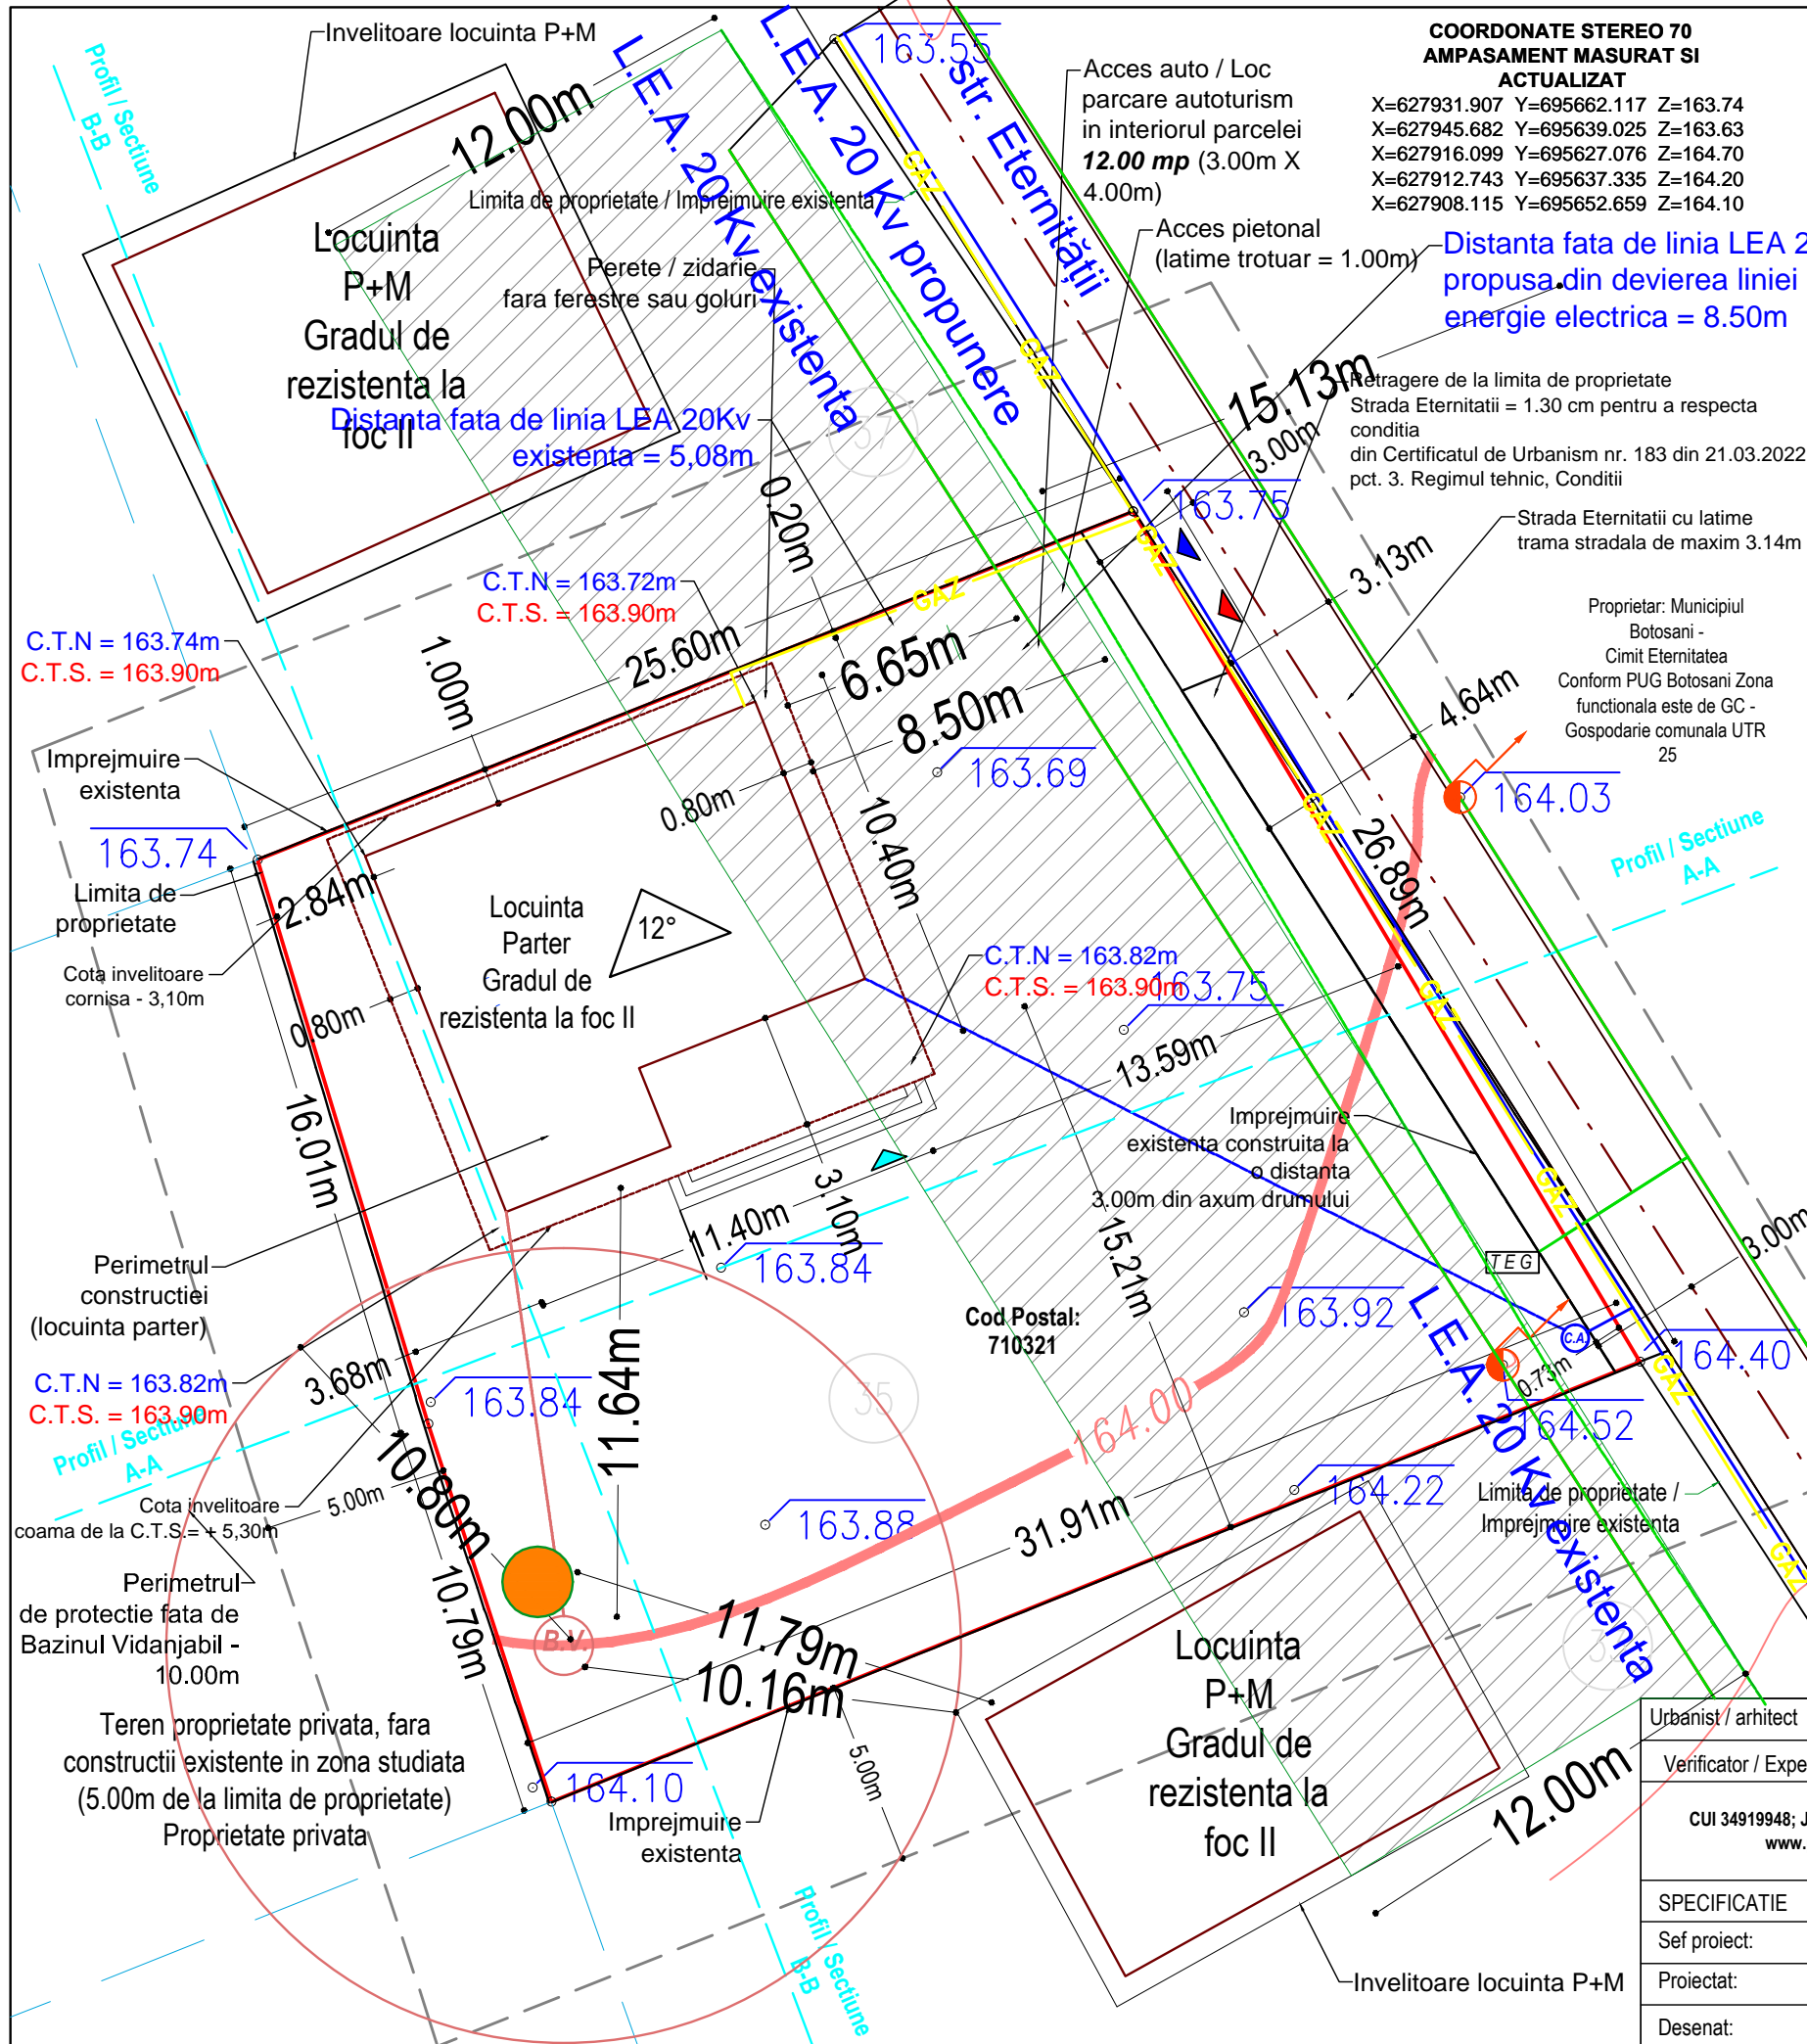 COORDONATE STEREO 70
AMPASAMENT MASURAT SI
ACTUALIZAT
X=627931.907 Y=695662.117 Z=163.74
X=627945.682 Y=695639.025 Z=163.63
X=627916.099 Y=695627.076 Z=164.70
X=627912.743 Y=695637.335 Z=164.20
X=627908.115 Y=695652.659 Z=164.10
Invelitoare locuinta P+M
Profil / Sectiune
B-B
12.00m
L.E.A. 20 Kv existenta
L.E.A. 20 Kv propunere
163.55
str. Eternității
Acces auto / Loc
parcare autoturism
in interiorul parcelei
12.00 mp (3.00m X
4.00m)
Limita de proprietate / Imprejmuire existenta
Locuinta
P+M
Gradul de
rezistenta la
foc II
Perete / zidarie
fara ferestre sau goluri
Acces pietonal
(latime trotuar = 1.00m)
Distanta fata de linia LEA 2
propusa din devierea liniei
energie electrica = 8.50m
15.13m
3.00m
Retragere de la limita de proprietate
Strada Eternitatii = 1.30 cm pentru a respecta
conditia
din Certificatul de Urbanism nr. 183 din 21.03.2022
pct. 3. Regimul tehnic, Conditii
Distanta fata de linia LEA 20Kv
existenta = 5,08m
37
0.20m
163.75
Strada Eternitatii cu latime
trama stradala de maxim 3.14m
3.13m
GAZ
GAZ
GAZ
GAZ
C.T.N = 163.72m
C.T.S. = 163.90m
C.T.N = 163.74m
C.T.S. = 163.90m
1.00m
25.60m
6.65m
8.50m
Proprietar: Municipiul
Botosani -
Cimit Eternitatea
Conform PUG Botosani Zona
functionala este de GC -
Gospodarie comunala UTR
25
4.64m
164.03
Imprejmuire
existenta
163.74
163.69
0.80m
10.40m
GAZ
26.89m
Profil / Sectiune
A-A
Limita de
proprietate
2.84m
Cota invelitoare
cornisa - 3,10m
Locuinta
Parter
Gradul de
rezistenta la foc II
12°
C.T.N = 163.82m
C.T.S. = 163.90m
163.75
0.80m
13.59m
GAZ
16.01m
Imprejmuire
existenta construita la
o distanta
3.00m din axum drumului
GAZ
3.10m
11.40m
15.21m
163.84
Perimetrul
constructiei
(locuinta parter)
TEG
3.00m
Cod Postal:
710321
163.92
L.E.A. 20 Kv existenta
C.A.
164.40
GAZ
0.73m
164.52
C.T.N = 163.82m
C.T.S. = 163.90m
3.68m
163.84
11.64m
35
164.00
Profil / Sectiune
A-A
10.80m
Cota invelitoare
coama de la C.T.S.= + 5,30m
5.00m
163.88
31.91m
164.22
Limita de proprietate /
Imprejmuire existenta
GAZ
Perimetrul
de protectie fata de
Bazinul Vidanjabil -
10.00m
10.79m
B.V.
11.79m
10.16m
Locuinta
P+M
Gradul de
rezistenta la
foc II
Teren proprietate privata, fara
constructii existente in zona studiata
(5.00m de la limita de proprietate)
Proprietate privata
164.10
Imprejmuire
existenta
5.00m
12.00m
Profil / Sectiune
B-B
Invelitoare locuinta P+M
Urbanist / arhitect
Verificator / Expe
CUI 34919948; J
www.
SPECIFICATIE
Sef proiect:
Proiectat:
Desenat: